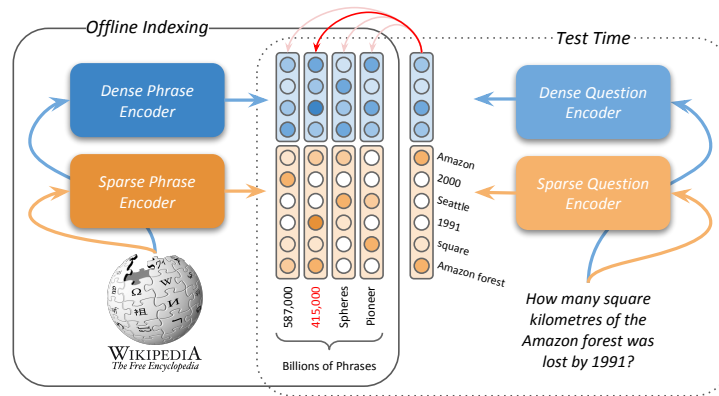 Offline Indexing
Test Time
Dense Phrase
Encoder
Dense Question
Encoder
Sparse Phrase
Encoder
Sparse Question
Encoder
Amazon
2000
Seattle
1991
square
Amazon forest
587,000
415,000
Spheres
Pioneer
Billions of Phrases
Ω
W
И
祖
WIKIPEDIA
The Free Encyclopedia
How many square
kilometres of the
Amazon forest was
lost by 1991?